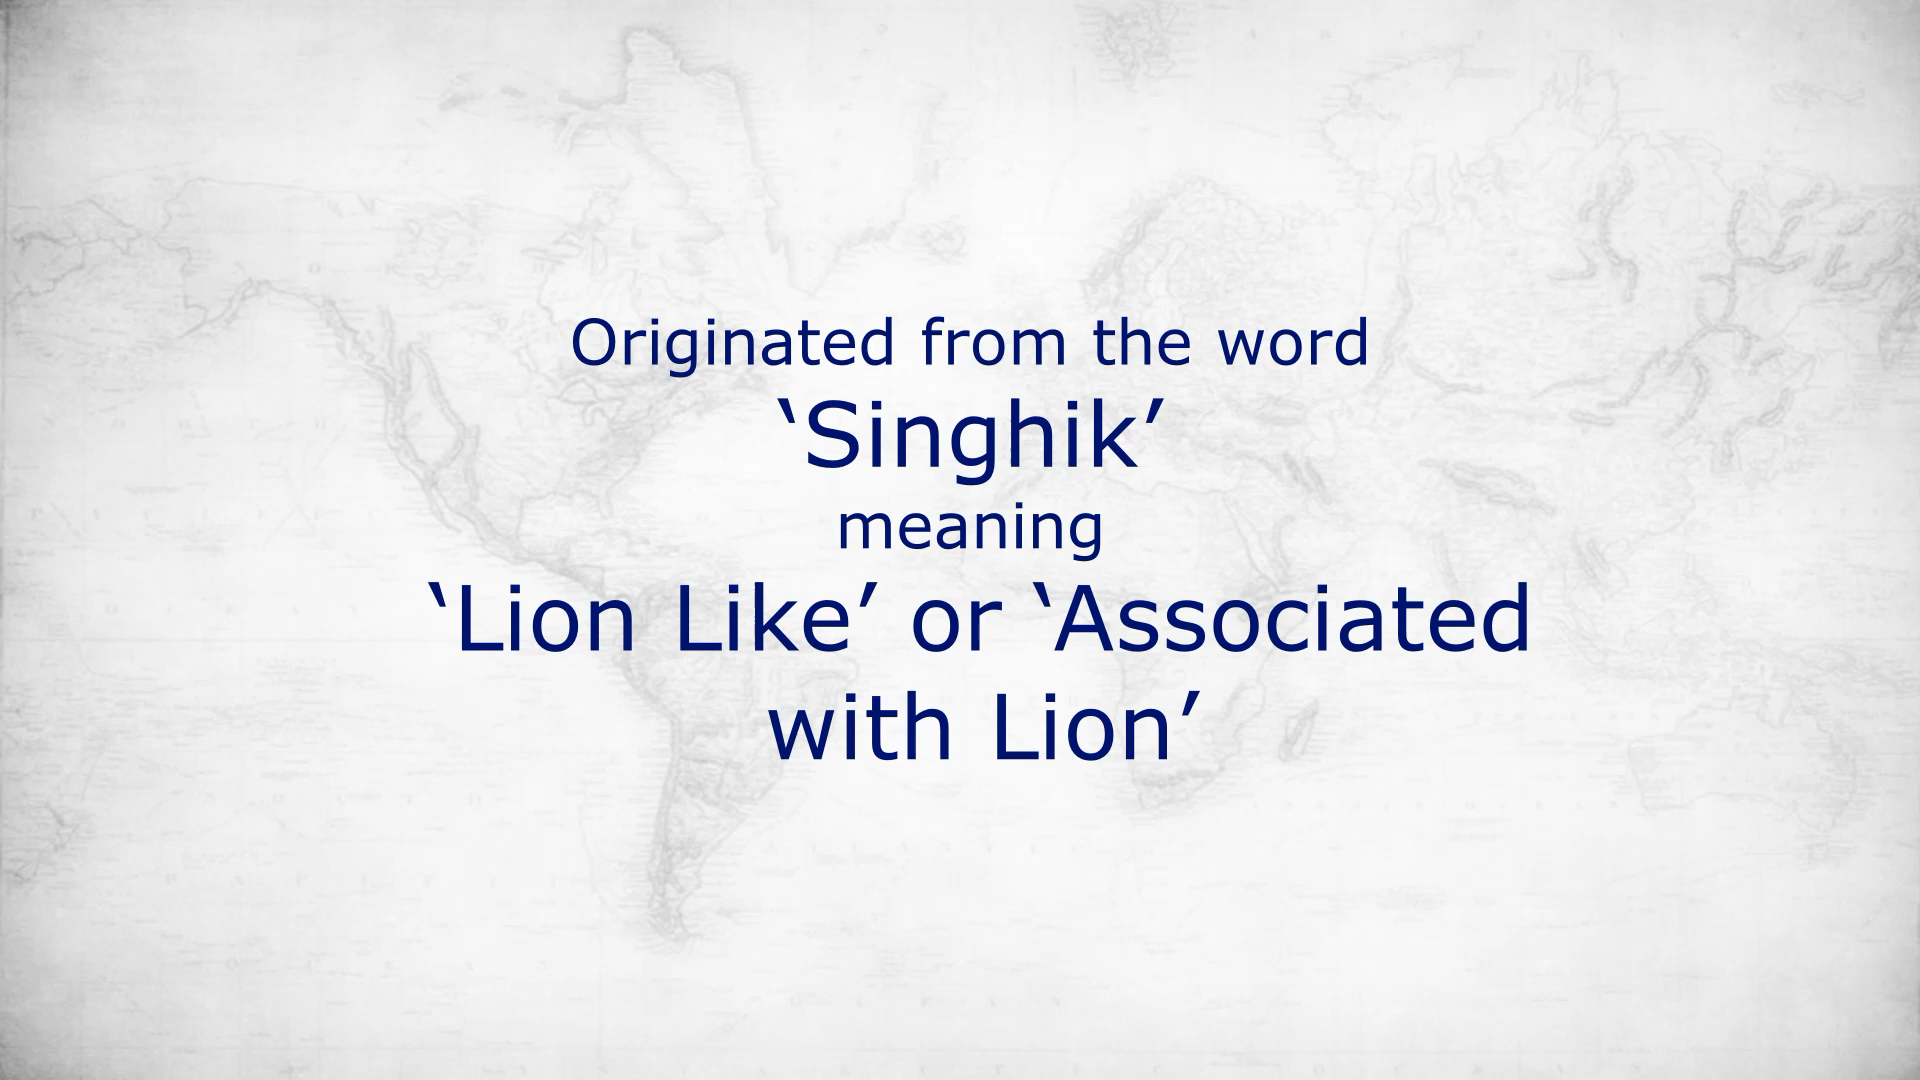 Originated from the word
‘Singhik’
meaning
‘Lion Like’ or ‘Associated
with Lion’